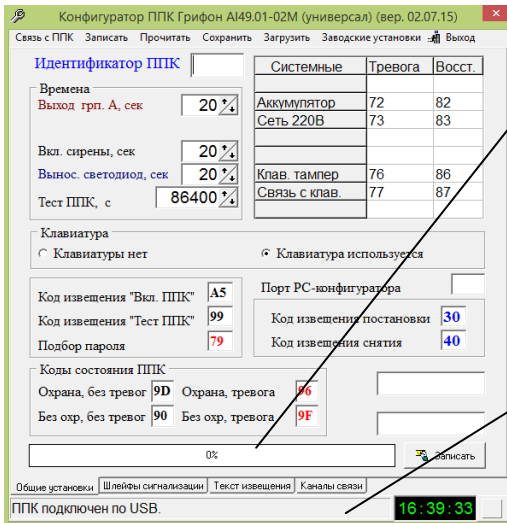 Конфигуратор ППК Грифон AI49.01-02M (универсал) (вер. 02.07.15)
Связь с ППК Записать Прочитать Сохранить Загрузить Заводские установки Выход
Идентификатор ППК
Времена
Выход грп. А, сек 20
Вкл. сирены, сек 20
Вынос. светодиод, сек 20
Тест ППК, с 86400
Системные Тревога Восст.
Аккумулятор 72 82
Сеть 220В 73 83
Клав. тампер 76 86
Связь с клав. 77 87
Клавиатура
Клавиатуры нет Клавиатура используется
Код извещения "Вкл. ППК" A5
Код извещения "Тест ППК" 99
Подбор пароля 79
Порт PC-конфигуратора
Код извещения постановки 30
Код извещения снятия 40
Коды состояния ППК
Охрана, без тревог 9D Охрана, тревога 96
Без охр, без тревог 90 Без охр, тревога 9F
0%
Записать
Общие установки Шлейфы сигнализации Текст извещения Каналы связи
ППК подключен по USB. 16:39:33